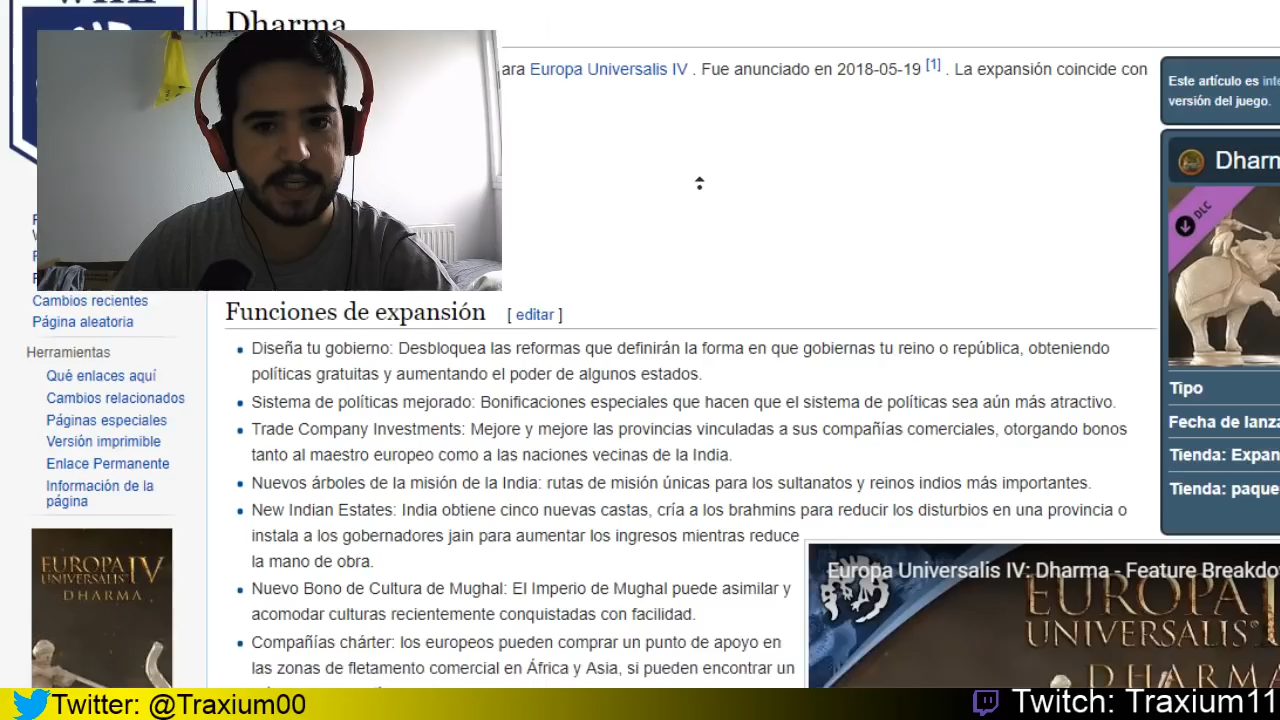 Dharma
ara Europa Universalis IV . Fue anunciado en 2018-05-19 [1] . La expansión coincide con
Este artículo es inte
versión del juego.
Dharm
DLC
Funciones de expansión [ editar ]
Cambios recientes
Página aleatoria
Herramientas
Qué enlaces aquí
Cambios relacionados
Páginas especiales
Versión imprimible
Enlace Permanente
Información de la
página
Diseña tu gobierno: Desbloquea las reformas que definirán la forma en que gobiernas tu reino o república, obteniendo
políticas gratuitas y aumentando el poder de algunos estados.
Sistema de políticas mejorado: Bonificaciones especiales que hacen que el sistema de políticas sea aún más atractivo.
Trade Company Investments: Mejore y mejore las provincias vinculadas a sus compañías comerciales, otorgando bonos
tanto al maestro europeo como a las naciones vecinas de la India.
Nuevos árboles de la misión de la India: rutas de misión únicas para los sultanatos y reinos indios más importantes.
New Indian Estates: India obtiene cinco nuevas castas, cría a los brahmins para reducir los disturbios en una provincia o
instala a los gobernadores jain para aumentar los ingresos mientras reduce
la mano de obra.
Nuevo Bono de Cultura de Mughal: El Imperio de Mughal puede asimilar y
acomodar culturas recientemente conquistadas con facilidad.
Compañías chárter: los europeos pueden comprar un punto de apoyo en
las zonas de fletamento comercial en África y Asia, si pueden encontrar un
Tipo
Fecha de lanza
Tienda: Expan
Tienda: paque
EUROPA
UNIVERSALIS IV
DHARMA
Europa Universalis IV: Dharma - Feature Breakdo
EUROPA
UNIVERSALIS
DHARMA
Twitter: @Traxium00
Twitch: Traxium11